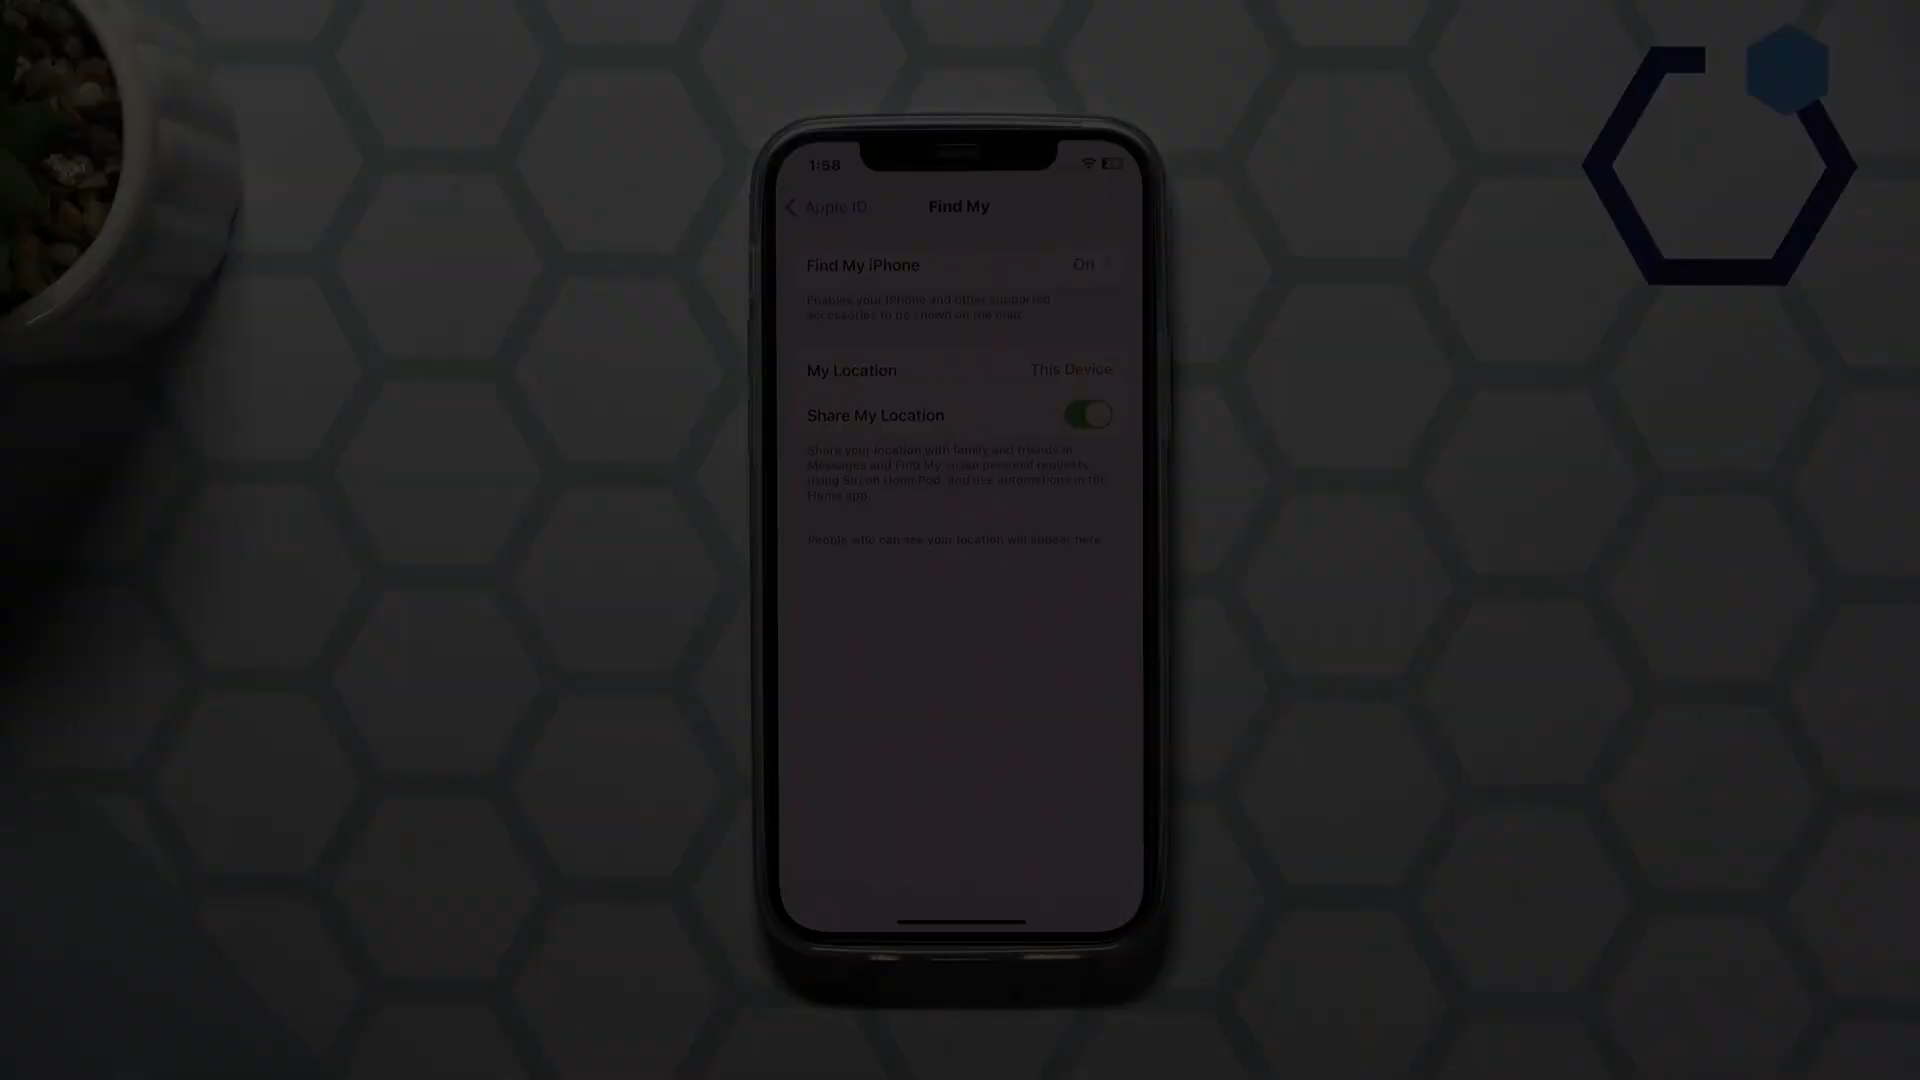 1:58
Apple ID
Find My
Find My iPhone On
Enables your iPhone and other supported
accessories to be shown on the map.
My Location This Device
Share My Location
Share your location with family and friends in
Messages and Find My, make personal requests
using Siri on HomePod, and use automations in the
Home app.
People who can see your location will appear here.